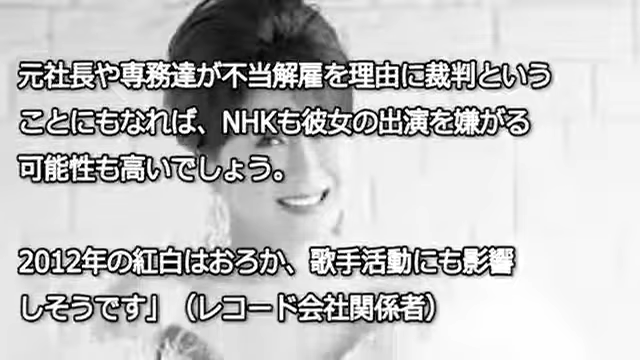 元社長や専務達が不当解雇を理由に裁判という
ことにもなれば、NHKも彼女の出演を嫌がる
可能性も高いでしょう。
2012年の紅白はおろか、歌手活動にも影響
しそうです」（レコード会社関係者）